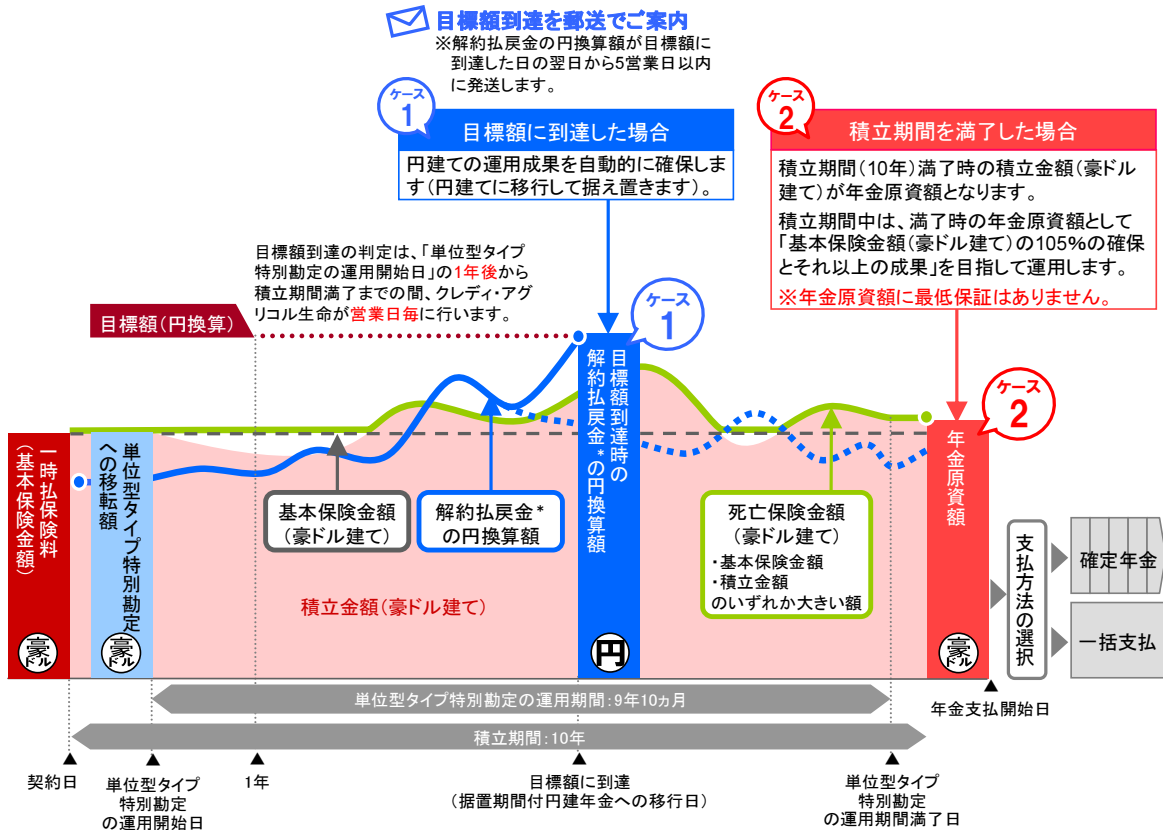 目標額到達を郵送でご案内
※解約払戻金の円換算額が目標額に
到達した日の翌日から5営業日以内
に発送します。
ケース
1
目標額に到達した場合
円建ての運用成果を自動的に確保しま
す(円建てに移行して据え置きます)。
ケース
2
積立期間を満了した場合
積立期間(10年)満了時の積立金額(豪ドル
建て)が年金原資額となります。
積立期間中は、満了時の年金原資額として
「基本保険金額(豪ドル建て)の105%の確保
とそれ以上の成果」を目指して運用します。
※年金原資額に最低保証はありません。
目標額到達の判定は、「単位型タイプ
特別勘定の運用開始日」の1年後から
積立期間満了までの間、クレディ・アグ
リコル生命が営業日毎に行います。
目標額(円換算)
ケース
1
ケース
2
一時払保険料
(基本保険金額)
豪ドル
単位型タイプ特別勘定
への移転額
豪ドル
基本保険金額
(豪ドル建て)
解約払戻金*
の円換算額
積立金額(豪ドル建て)
目標額到達時の
解約払戻金*の円換算額
円
死亡保険金額
(豪ドル建て)
・基本保険金額
・積立金額
のいずれか大きい額
年金原資額
豪ドル
支払方法の選択
確定年金
一括支払
年金支払開始日
単位型タイプ特別勘定の運用期間:9年10ヵ月
積立期間:10年
契約日
単位型タイプ
特別勘定
の運用開始日
1年
目標額に到達
(据置期間付円建年金への移行日)
単位型タイプ
特別勘定
の運用期間満了日